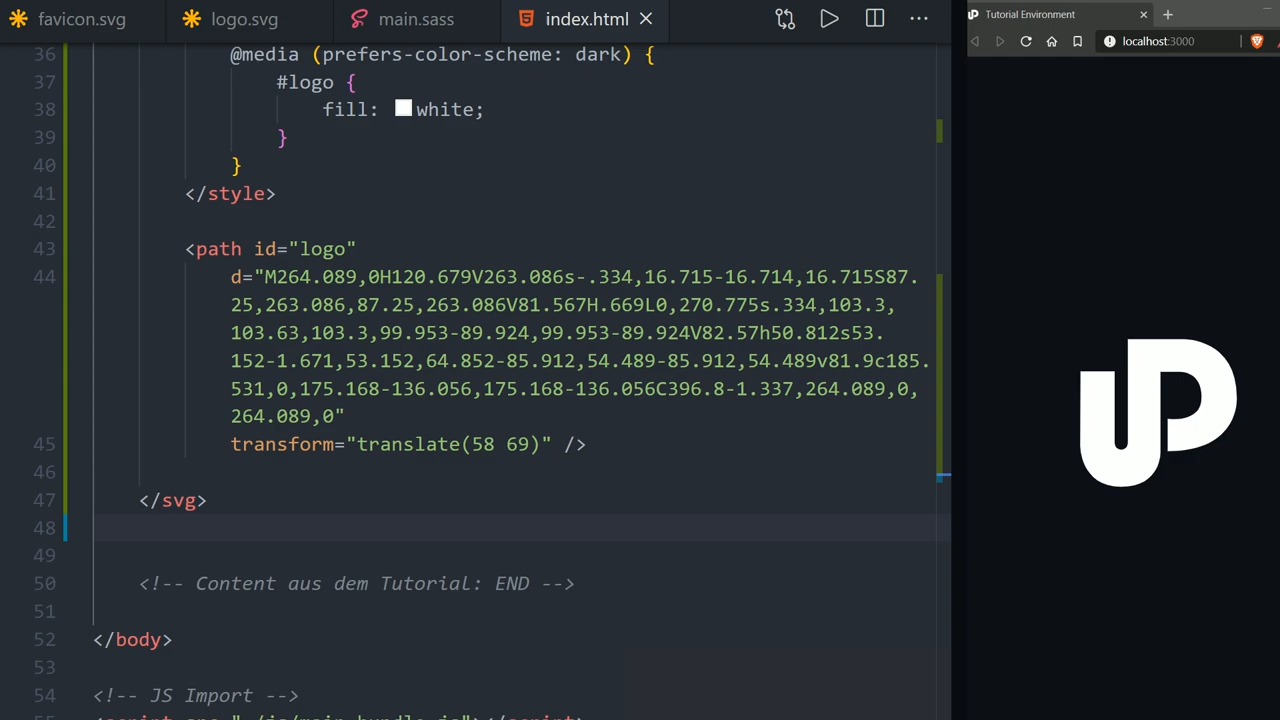 favicon.svg
logo.svg
main.sass
index.html
Tutorial Environment
localhost:3000
36 @media (prefers-color-scheme: dark) {
37 #logo {
38 fill: white;
39 }
40 }
41 </style>
42
43 <path id="logo"
44 d="M264.089,0H120.679V263.086s-.334,16.715-16.714,16.715S87.
25,263.086,87.25,263.086V81.567H.669L0,270.775s.334,103.3,
103.63,103.3,99.953-89.924,99.953-89.924V82.57h50.812s53.
152-1.671,53.152,64.852-85.912,54.489-85.912,54.489v81.9c185.
531,0,175.168-136.056,175.168-136.056C396.8-1.337,264.089,0,
264.089,0"
45 transform="translate(58 69)" />
46
47 </svg>
48
49
50 <!-- Content aus dem Tutorial: END -->
51
52 </body>
53
54 <!-- JS Import -->
UP